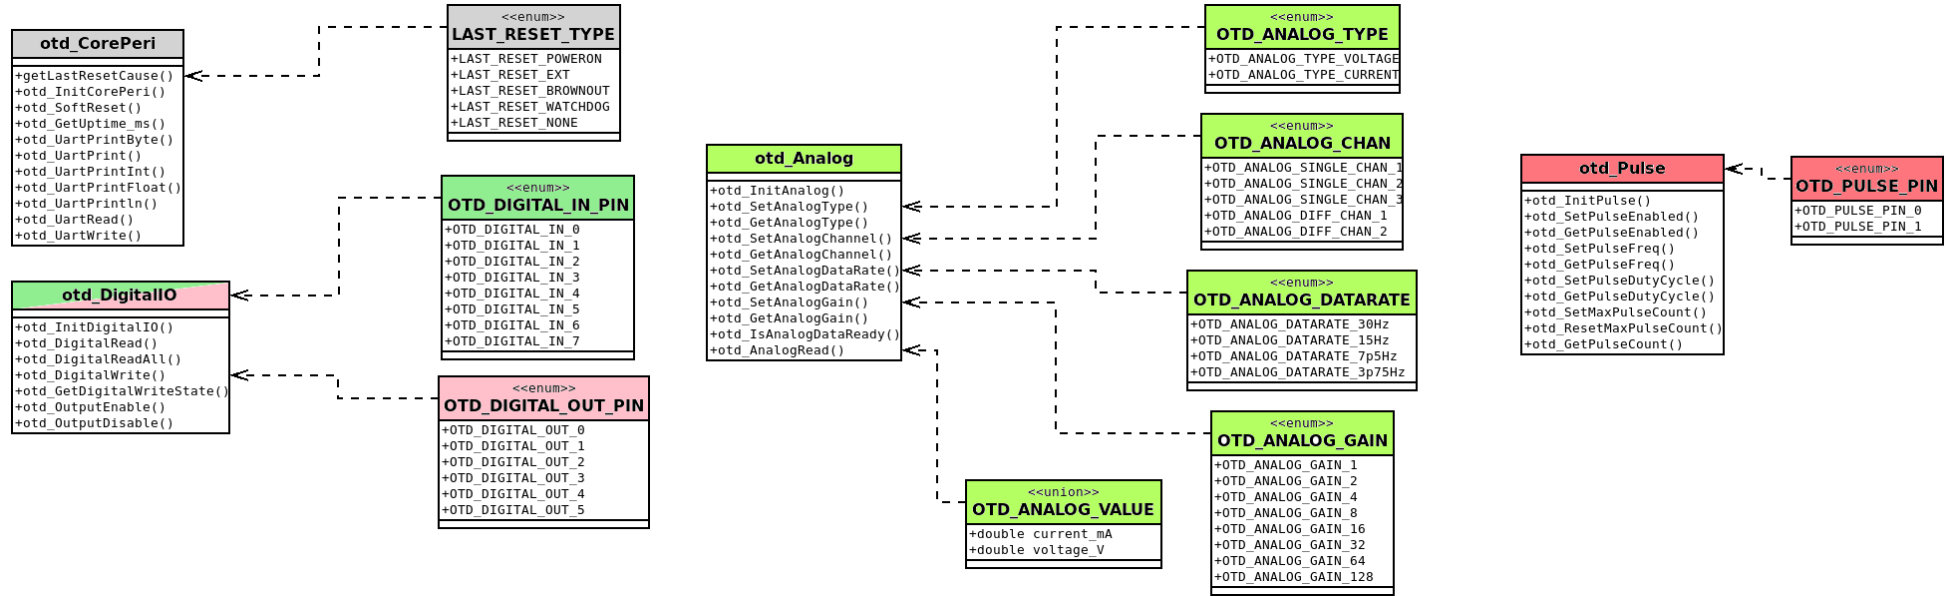 otd_CorePeri
+getLastResetCause()
+otd_InitCorePeri()
+otd_SoftReset()
+otd_GetUptime_ms()
+otd_UartPrintByte()
+otd_UartPrint()
+otd_UartPrintInt()
+otd_UartPrintFloat()
+otd_UartPrintln()
+otd_UartRead()
+otd_UartWrite()
<<enum>>
LAST_RESET_TYPE
+LAST_RESET_POWERON
+LAST_RESET_EXT
+LAST_RESET_BROWNOUT
+LAST_RESET_WATCHDOG
+LAST_RESET_NONE
otd_DigitalIO
+otd_InitDigitalIO()
+otd_DigitalRead()
+otd_DigitalReadAll()
+otd_DigitalWrite()
+otd_GetDigitalWriteState()
+otd_OutputEnable()
+otd_OutputDisable()
<<enum>>
OTD_DIGITAL_IN_PIN
+OTD_DIGITAL_IN_0
+OTD_DIGITAL_IN_1
+OTD_DIGITAL_IN_2
+OTD_DIGITAL_IN_3
+OTD_DIGITAL_IN_4
+OTD_DIGITAL_IN_5
+OTD_DIGITAL_IN_6
+OTD_DIGITAL_IN_7
<<enum>>
OTD_DIGITAL_OUT_PIN
+OTD_DIGITAL_OUT_0
+OTD_DIGITAL_OUT_1
+OTD_DIGITAL_OUT_2
+OTD_DIGITAL_OUT_3
+OTD_DIGITAL_OUT_4
+OTD_DIGITAL_OUT_5
otd_Analog
+otd_InitAnalog()
+otd_SetAnalogType()
+otd_GetAnalogType()
+otd_SetAnalogChannel()
+otd_GetAnalogChannel()
+otd_SetAnalogDataRate()
+otd_GetAnalogDataRate()
+otd_SetAnalogGain()
+otd_GetAnalogGain()
+otd_IsAnalogDataReady()
+otd_AnalogRead()
<<enum>>
OTD_ANALOG_TYPE
+OTD_ANALOG_TYPE_VOLTAGE
+OTD_ANALOG_TYPE_CURRENT
<<enum>>
OTD_ANALOG_CHAN
+OTD_ANALOG_SINGLE_CHAN_1
+OTD_ANALOG_SINGLE_CHAN_2
+OTD_ANALOG_SINGLE_CHAN_3
+OTD_ANALOG_DIFF_CHAN_1
+OTD_ANALOG_DIFF_CHAN_2
<<enum>>
OTD_ANALOG_DATARATE
+OTD_ANALOG_DATARATE_30Hz
+OTD_ANALOG_DATARATE_15Hz
+OTD_ANALOG_DATARATE_7p5Hz
+OTD_ANALOG_DATARATE_3p75Hz
<<enum>>
OTD_ANALOG_GAIN
+OTD_ANALOG_GAIN_1
+OTD_ANALOG_GAIN_2
+OTD_ANALOG_GAIN_4
+OTD_ANALOG_GAIN_8
+OTD_ANALOG_GAIN_16
+OTD_ANALOG_GAIN_32
+OTD_ANALOG_GAIN_64
+OTD_ANALOG_GAIN_128
<<union>>
OTD_ANALOG_VALUE
+double current_mA
+double voltage_V
otd_Pulse
+otd_InitPulse()
+otd_SetPulseEnabled()
+otd_GetPulseEnabled()
+otd_SetPulseFreq()
+otd_GetPulseFreq()
+otd_SetPulseDutyCycle()
+otd_GetPulseDutyCycle()
+otd_SetMaxPulseCount()
+otd_ResetMaxPulseCount()
+otd_GetPulseCount()
<<enum>>
OTD_PULSE_PIN
+OTD_PULSE_PIN_0
+OTD_PULSE_PIN_1